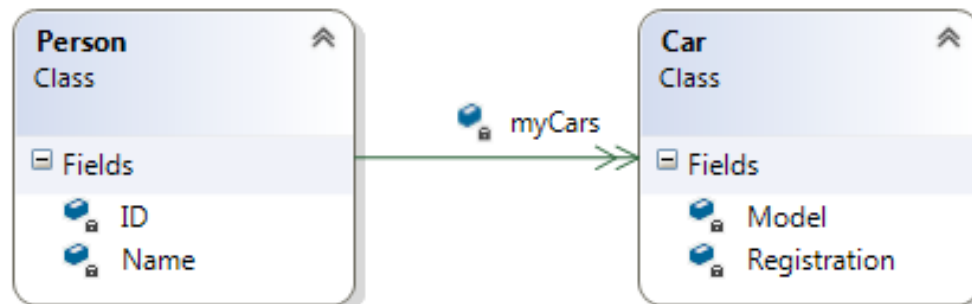 Person
Class
Fields
ID
Name
myCars
Car
Class
Fields
Model
Registration